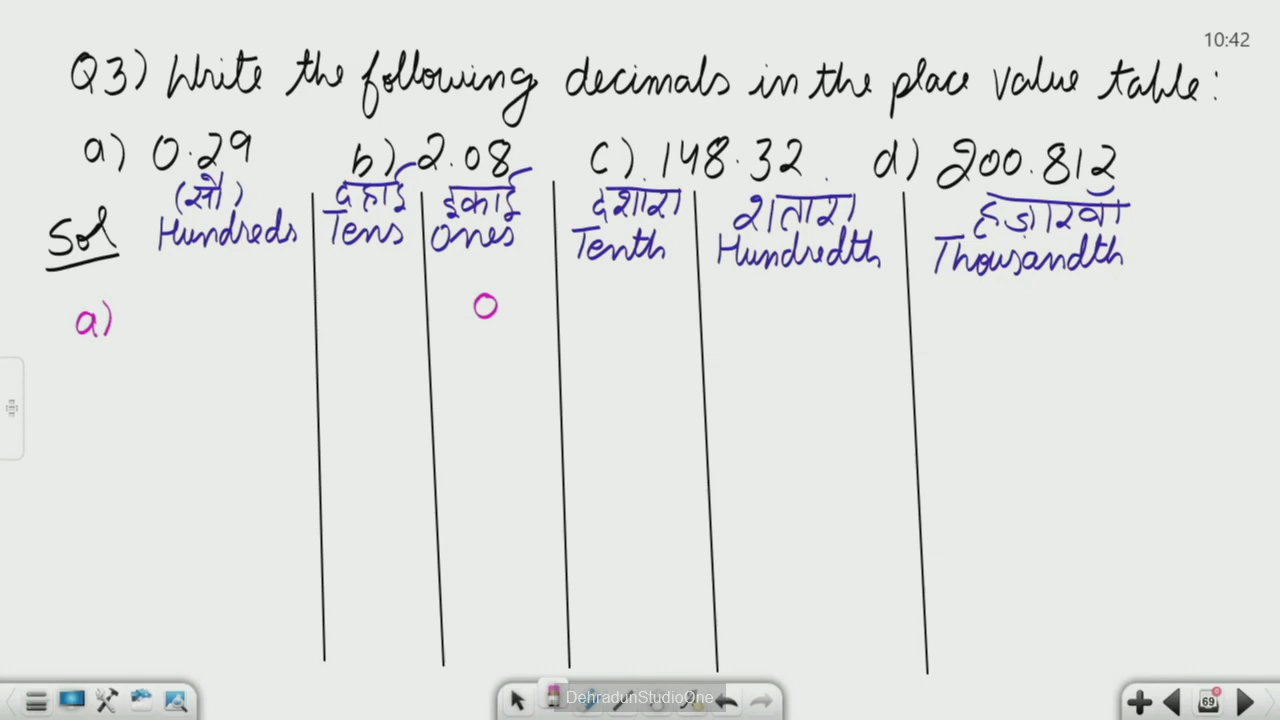 10:42
Q3) Write the following decimals in the place value table:
a) 0.29 b) 2.08 c) 148.32 d) 200.812
(सौ) दहाई इकाई दशारा शतारा हज़ारवाँ
Sol Hundreds Tens Ones Tenth Hundredth Thousandth
a) 0
DehradunStudioOne
69